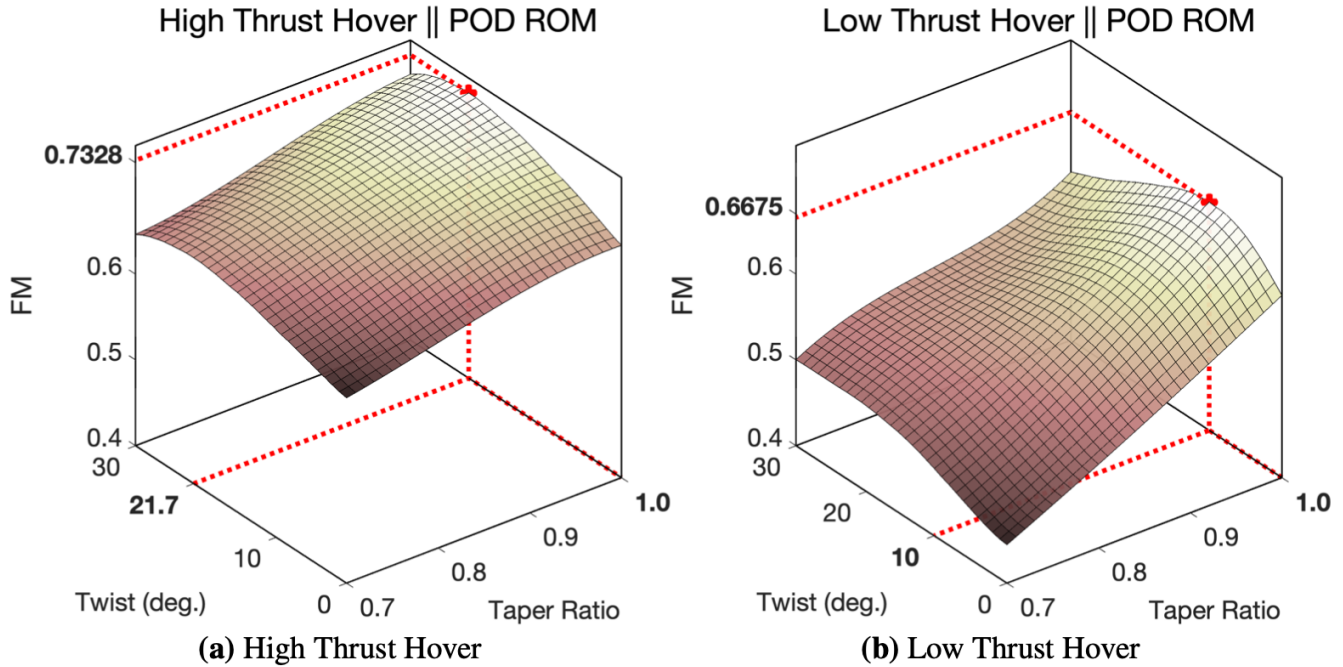 High Thrust Hover || POD ROM
0.7328
0.6
0.5
0.4
FM
30
21.7
10
0
Twist (deg.)
0.7
0.8
0.9
1.0
Taper Ratio
(a) High Thrust Hover
Low Thrust Hover || POD ROM
0.6675
0.6
0.5
0.4
FM
30
20
10
0
Twist (deg.)
0.7
0.8
0.9
1.0
Taper Ratio
(b) Low Thrust Hover